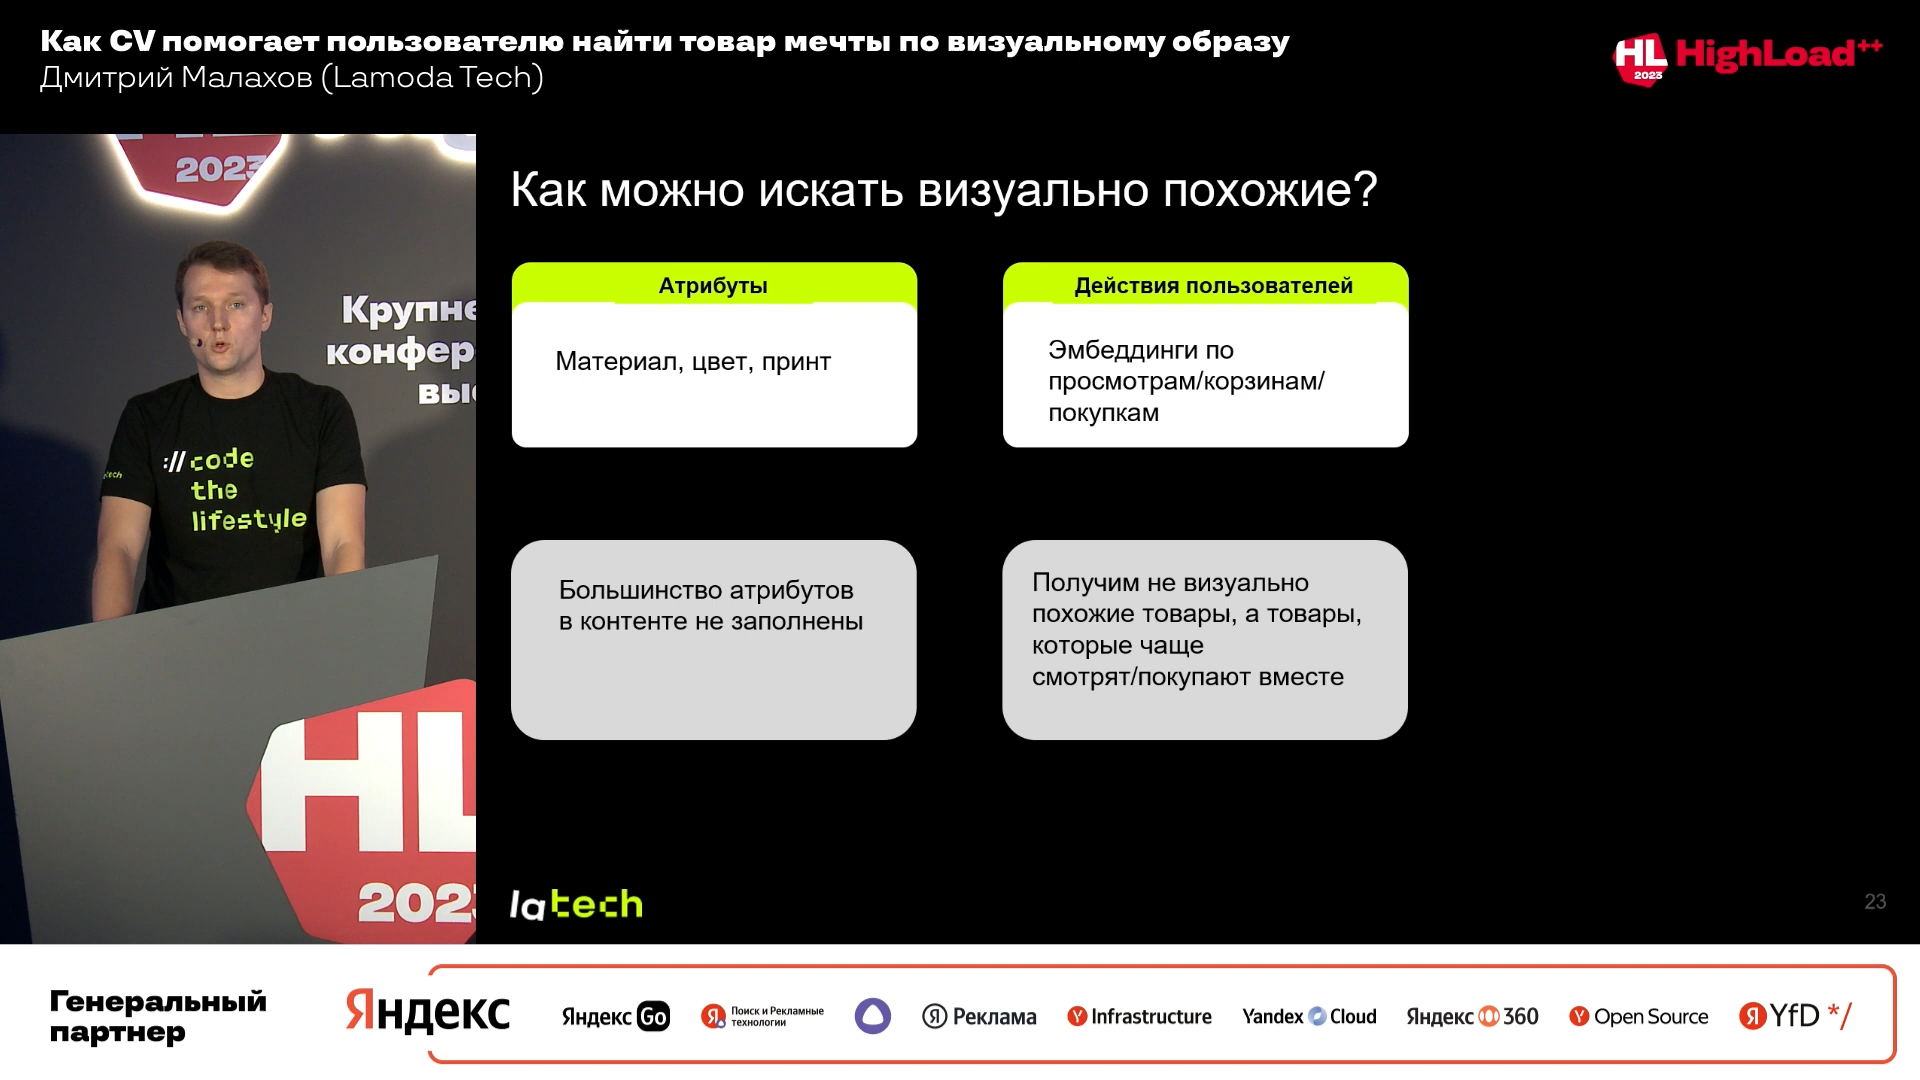 Как CV помогает пользователю найти товар мечты по визуальному образу
Дмитрий Малахов (Lamoda Tech)
HL
2023
HighLoad++
2023
Крупне
конфер
выс
:// code
the
lifestyle
tech
HL
2023
Как можно искать визуально похожие?
Атрибуты
Материал, цвет, принт
Действия пользователей
Эмбеддинги по
просмотрам/корзинам/
покупкам
Большинство атрибутов
в контенте не заполнены
Получим не визуально
похожие товары, а товары,
которые чаще
смотрят/покупают вместе
latech
23
Генеральный
партнер
Яндекс
Яндекс Go
Я Поиск и Рекламные
технологии
Я Реклама
Y Infrastructure
Yandex Cloud
Яндекс 360
Y Open Source
Я YfD */